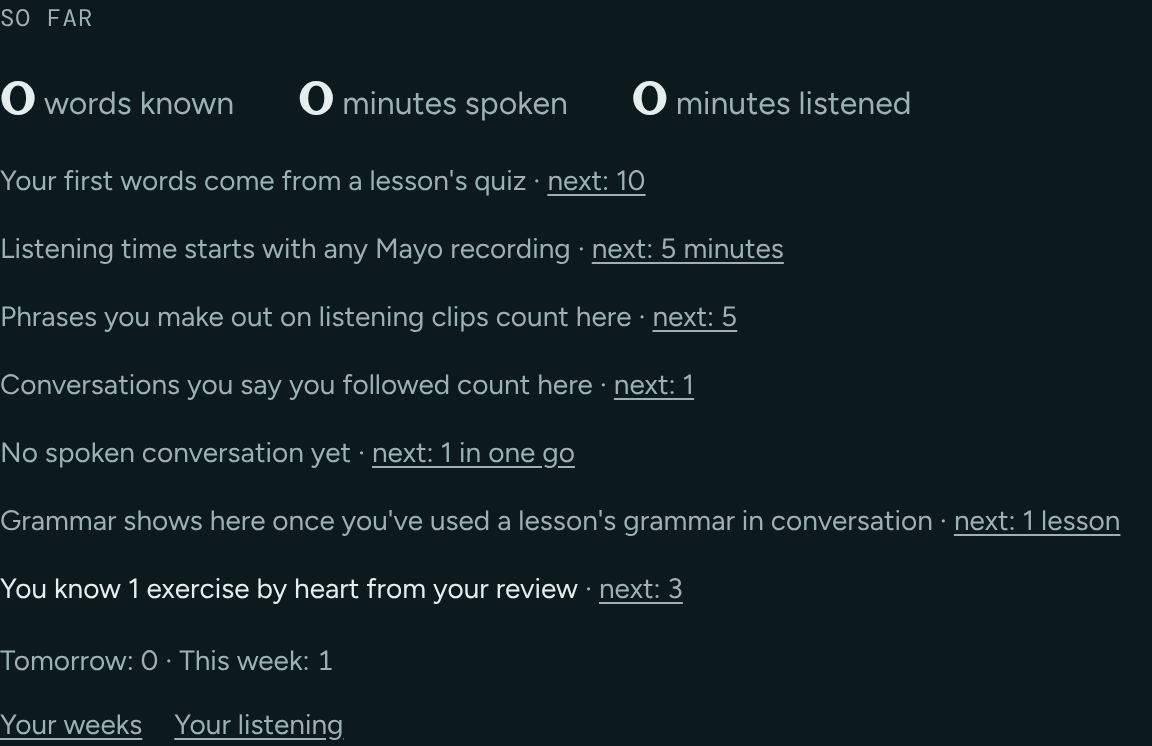 SO FAR
0 words known 0 minutes spoken 0 minutes listened
Your first words come from a lesson's quiz · next: 10
Listening time starts with any Mayo recording · next: 5 minutes
Phrases you make out on listening clips count here · next: 5
Conversations you say you followed count here · next: 1
No spoken conversation yet · next: 1 in one go
Grammar shows here once you've used a lesson's grammar in conversation · next: 1 lesson
You know 1 exercise by heart from your review · next: 3
Tomorrow: 0 · This week: 1
Your weeks Your listening